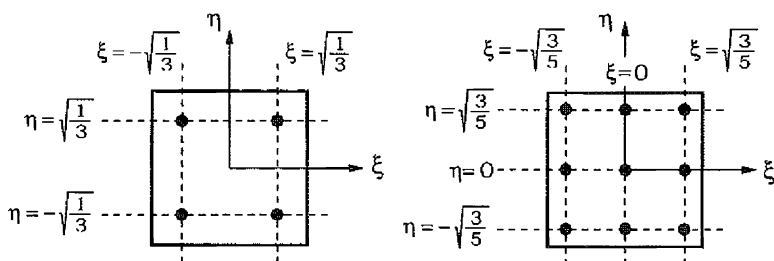 η
ξ=-√1/3
ξ=√1/3
η=√1/3
ξ
η=-√1/3
η
ξ=-√3/5
ξ=√3/5
ξ=0
η=√3/5
η=0
ξ
η=-√3/5